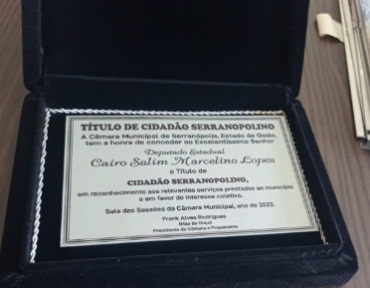 TÍTULO DE CIDADÃO SERRANOPOLINO
A Câmara Municipal de Serranópolis, Estado de Goiás,
tem a honra de conceder ao Excelentíssimo Senhor
Deputado Estadual
Cairo Salim Marcelino Lopes
o Título de
CIDADÃO SERRANOPOLINO,
em reconhecimento aos relevantes serviços prestados ao município
e em favor do interesse coletivo.
Sala das Sessões da Câmara Municipal, ano de 2022.
Frank Alves Rodrigues
Presidente da Câmara e Proponente